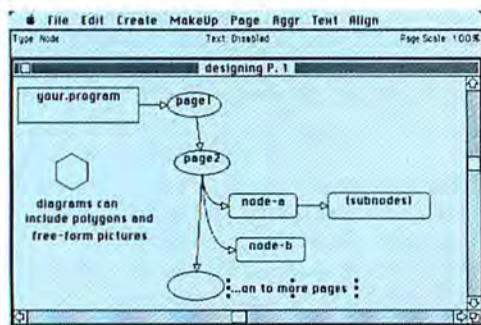 File Edit Create MakeUp Page Aggr Text Align
Type: Node Text: Disabled Page Scale: 100%
designing P. 1
your.program
page1
page2
node-a
(subnodes)
diagrams can
include polygons and
free-form pictures
node-b
...on to more pages